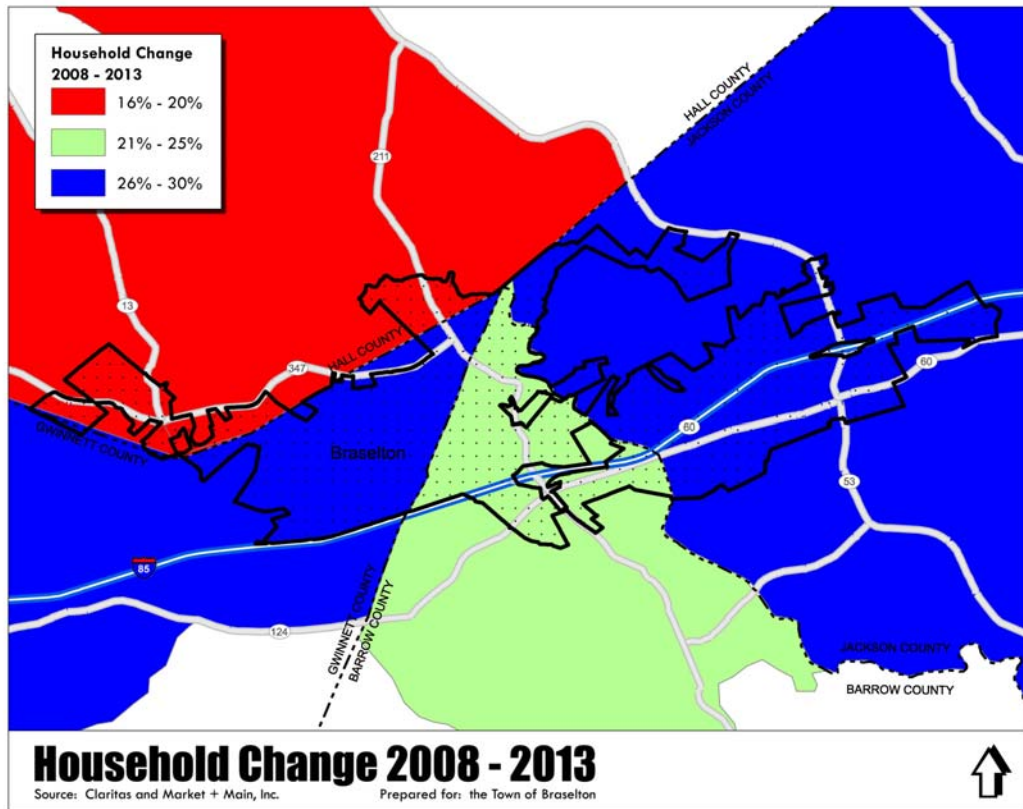 Household Change
2008 - 2013
16% - 20%
21% - 25%
26% - 30%
HALL COUNTY
JACKSON COUNTY
211
13
347
HALL COUNTY
GWINNETT COUNTY
Braselton
60
60
53
85
124
GWINNETT COUNTY
BARROW COUNTY
JACKSON COUNTY
BARROW COUNTY
Household Change 2008 - 2013
Source: Claritas and Market + Main, Inc. Prepared for: the Town of Braselton